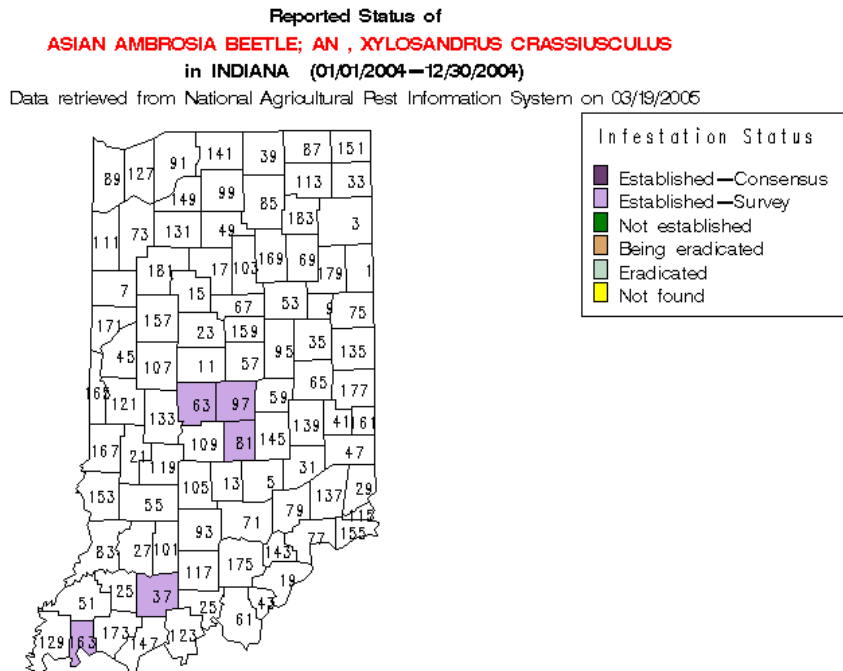 Reported Status of
ASIAN AMBROSIA BEETLE; AN , XYLOSANDRUS CRASSIUSCULUS
in INDIANA (01/01/2004—12/30/2004)
Data retrieved from National Agricultural Pest Information System on 03/19/2005
Infestation Status
Established—Consensus
Established—Survey
Not established
Being eradicated
Eradicated
Not found
89 127 91 141 39 87 151
149 99 85 113 33
111 73 131 49 183 3
181 17 103 169 69 179 1
7 15 67 53 9 75
171 157 23 159 95 35 135
45 107 11 57 65 177
165 121 133 63 97 59 139 41 161
167 21 119 109 81 145 31 47
153 55 105 13 5 79 137 29 115
83 27 101 93 71 143 77 155
51 125 37 117 175 19
129 163 173 147 123 25 61 43